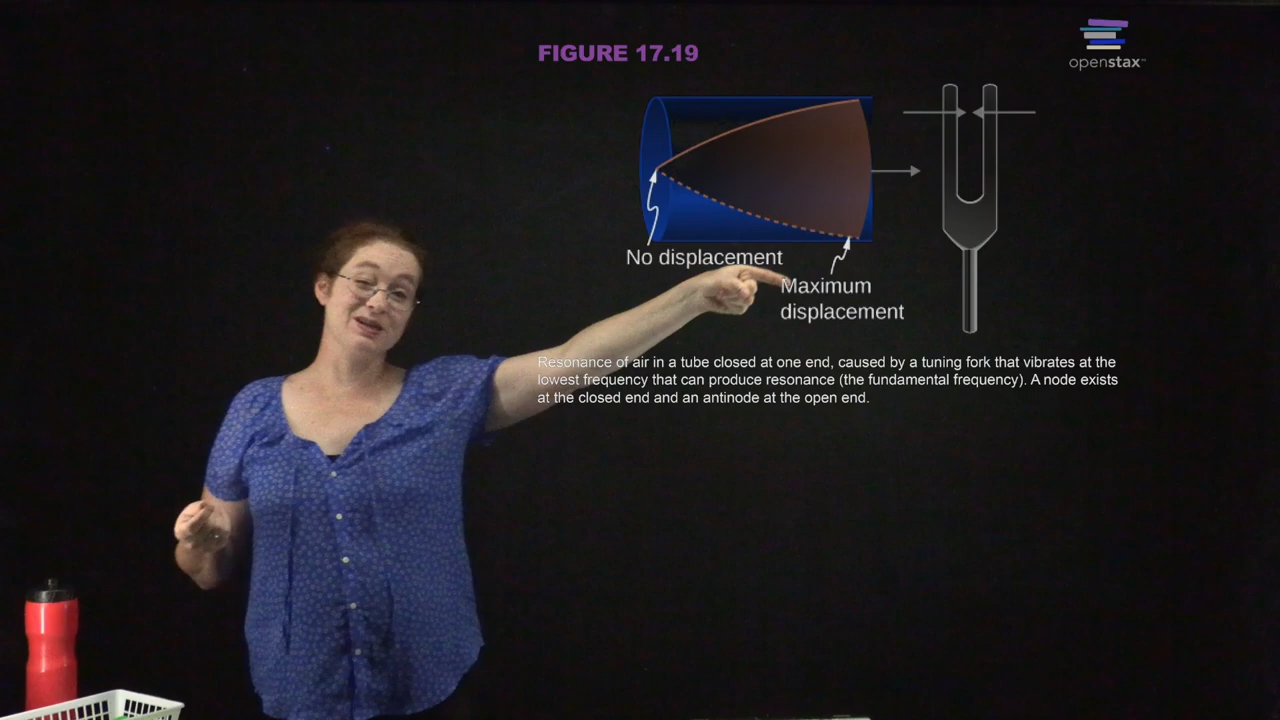 FIGURE 17.19
openstax™
No displacement
Maximum
displacement
Resonance of air in a tube closed at one end, caused by a tuning fork that vibrates at the
lowest frequency that can produce resonance (the fundamental frequency). A node exists
at the closed end and an antinode at the open end.